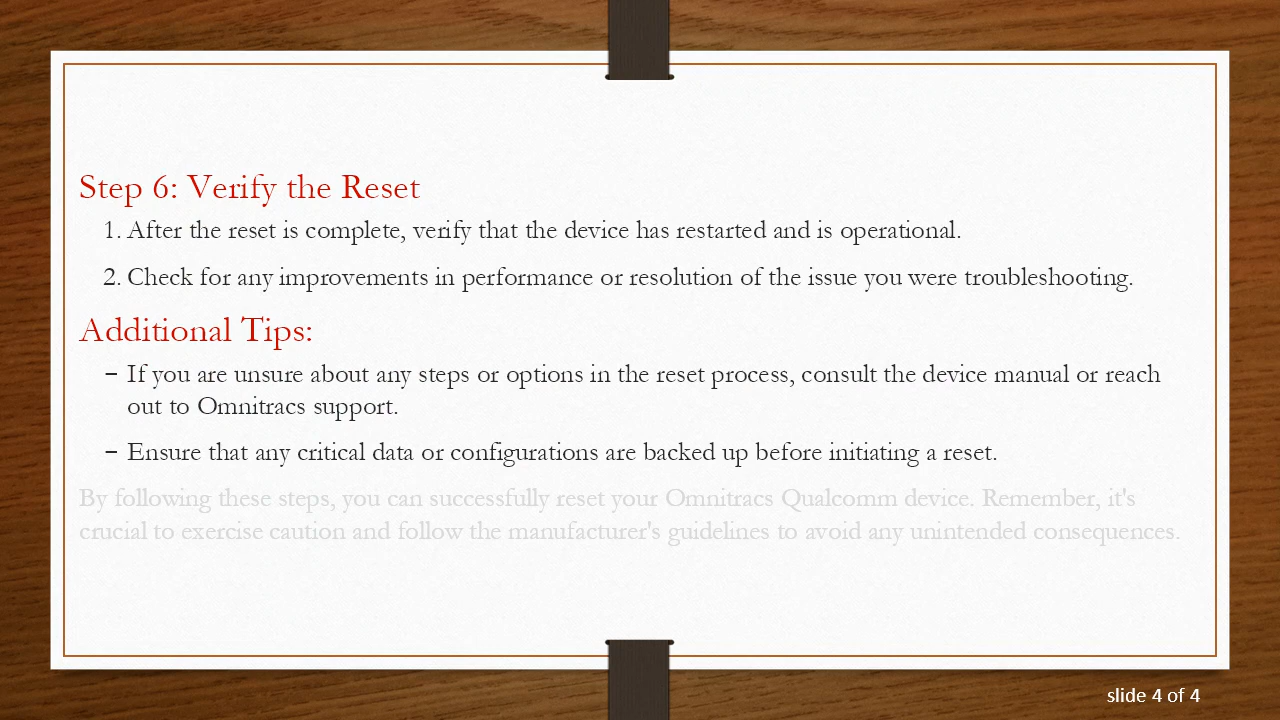 Step 6: Verify the Reset
1. After the reset is complete, verify that the device has restarted and is operational.
2. Check for any improvements in performance or resolution of the issue you were troubleshooting.
Additional Tips:
– If you are unsure about any steps or options in the reset process, consult the device manual or reach
out to Omnitracs support.
– Ensure that any critical data or configurations are backed up before initiating a reset.
By following these steps, you can successfully reset your Omnitracs Qualcomm device. Remember, it's
crucial to exercise caution and follow the manufacturer's guidelines to avoid any unintended consequences.
slide 4 of 4